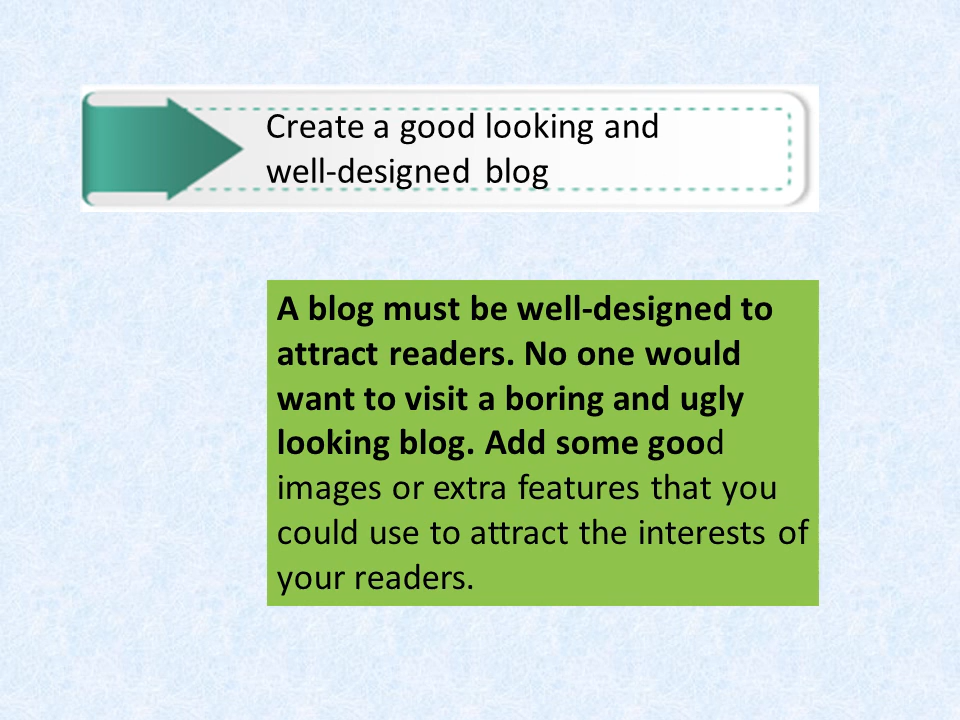 Create a good looking and
well-designed blog
A blog must be well-designed to
attract readers. No one would
want to visit a boring and ugly
looking blog. Add some good
images or extra features that you
could use to attract the interests of
your readers.